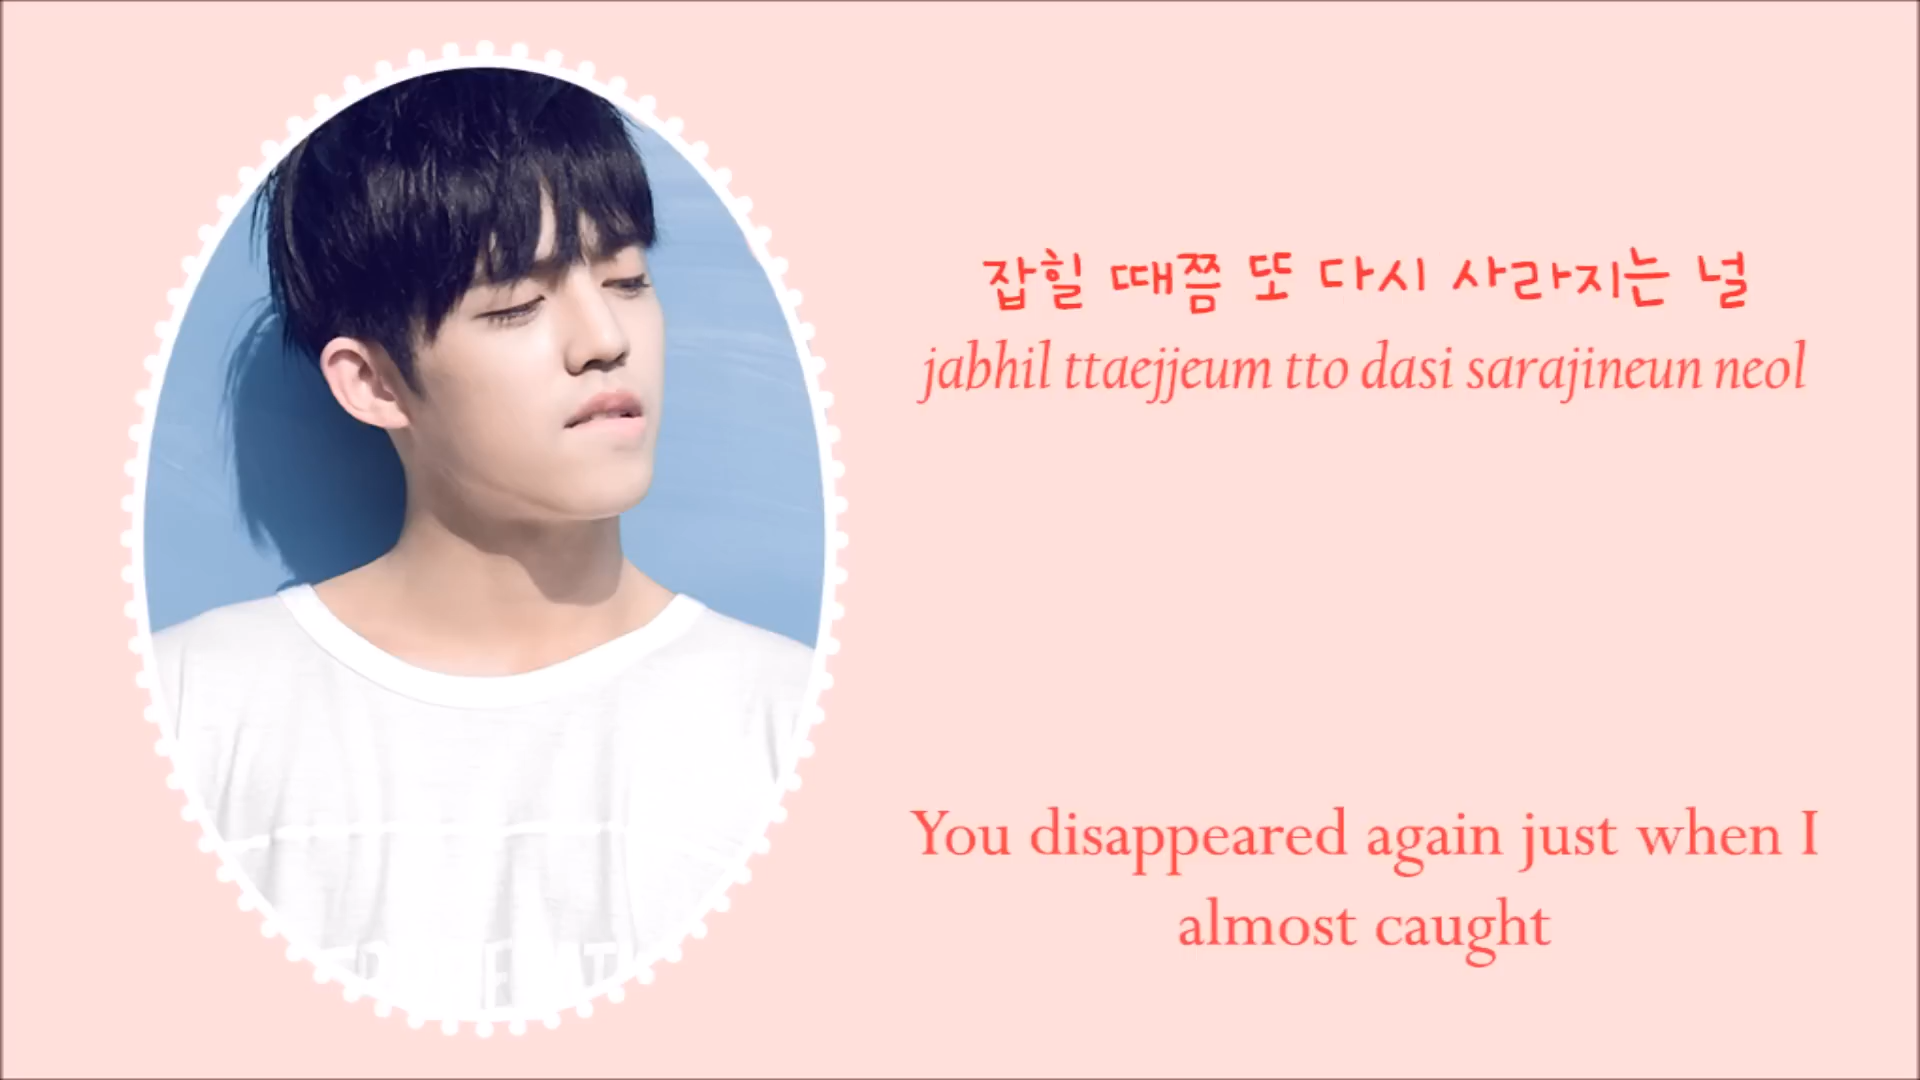 잡힐 때쯤 또 다시 사라지는 널
jabhil ttaejjeum tto dasi sarajineun neol
You disappeared again just when I
almost caught